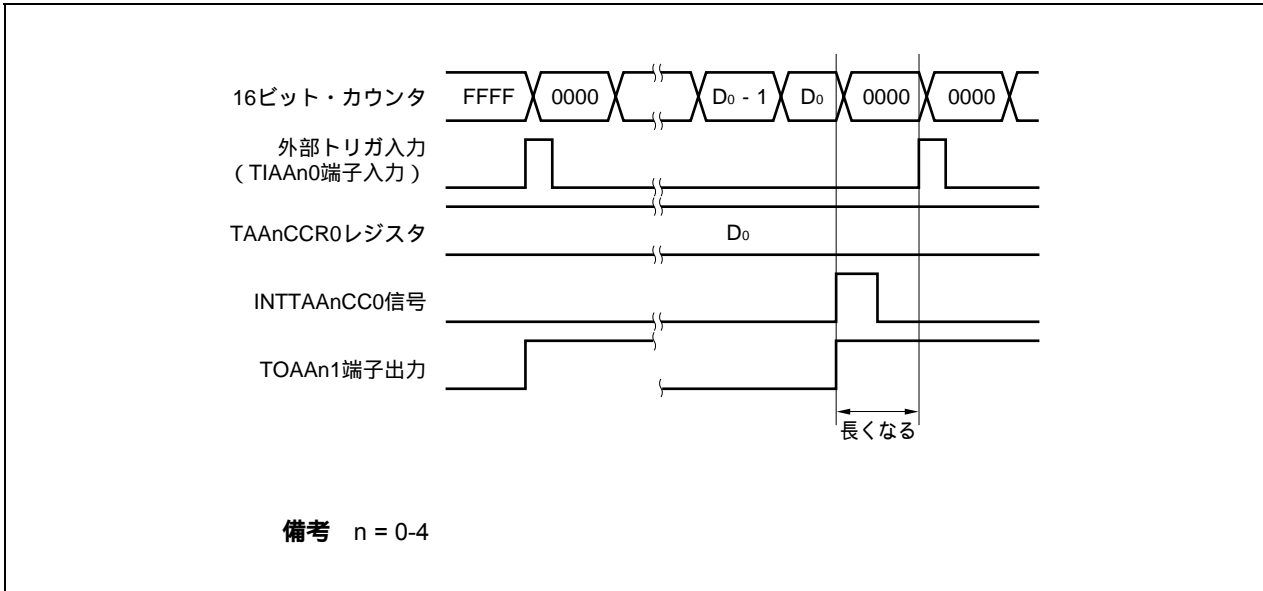 16ビット・カウンタ FFFF 0000 D0 - 1 D0 0000 0000
外部トリガ入力
（TIAAn0端子入力）
TAAnCCR0レジスタ D0
INTTAAnCC0信号
TOAAn1端子出力
長くなる
備考 n = 0-4